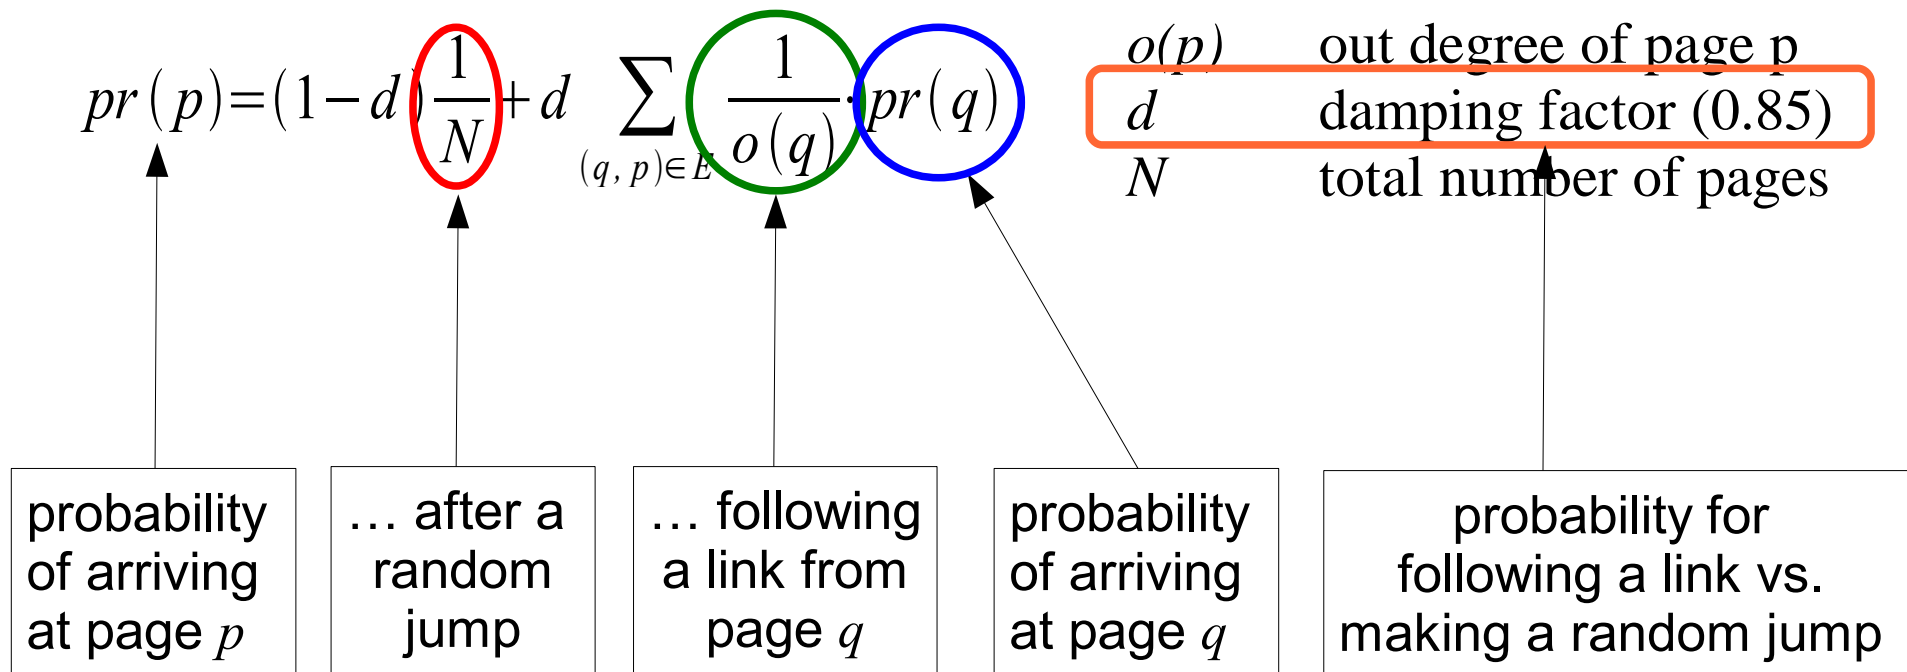 pr(p)=(1−d)1/N+d ∑(q,p)∈E 1/o(q)·pr(q)
o(p) out degree of page p
d damping factor (0.85)
N total number of pages
probability
of arriving
at page p
… after a
random
jump
… following
a link from
page q
probability
of arriving
at page q
probability for
following a link vs.
making a random jump